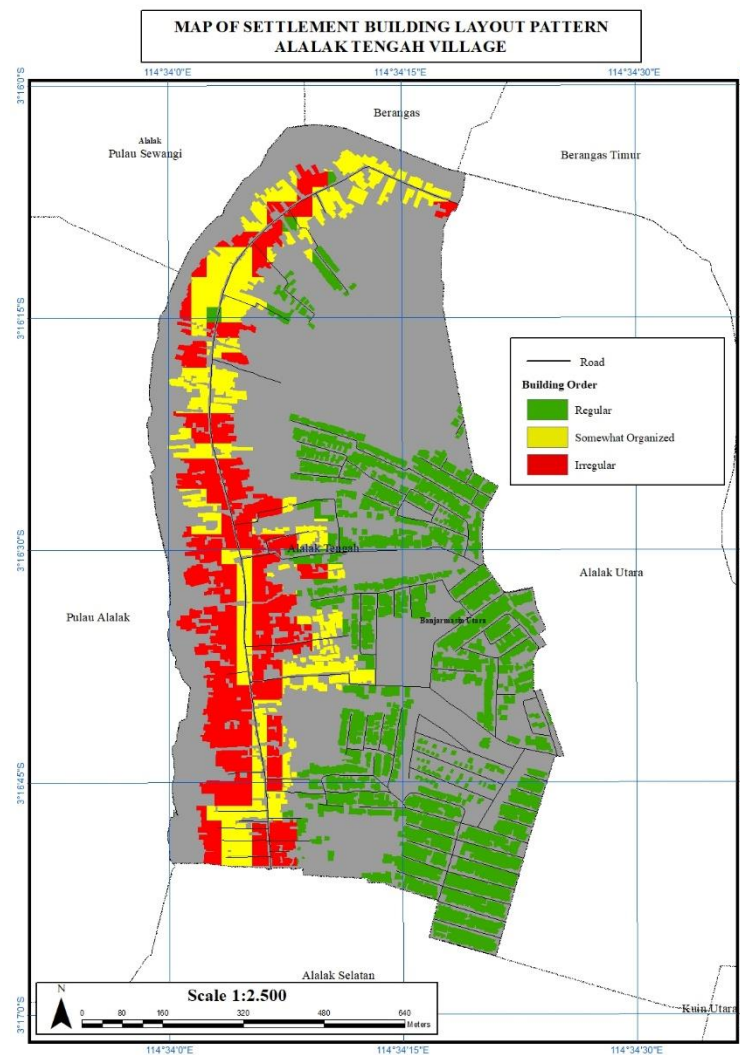 MAP OF SETTLEMENT BUILDING LAYOUT PATTERN
ALALAK TENGAH VILLAGE
114°34'0"E 114°34'15"E 114°34'30"E
3°16'0"S
Berangas
Alalak
Pulau Sewangi
Berangas Timur
3°16'15"S
Road
Building Order
Regular
Somewhat Organized
Irregular
3°16'30"S
Alalak Tengah
Alalak Utara
Pulau Alalak
Banjarmasin Utara
3°16'45"S
Alalak Selatan
N
Scale 1:2.500
0 80 160 320 480 640
Meters
Kuin Utara
3°17'0"S
114°34'0"E 114°34'15"E 114°34'30"E